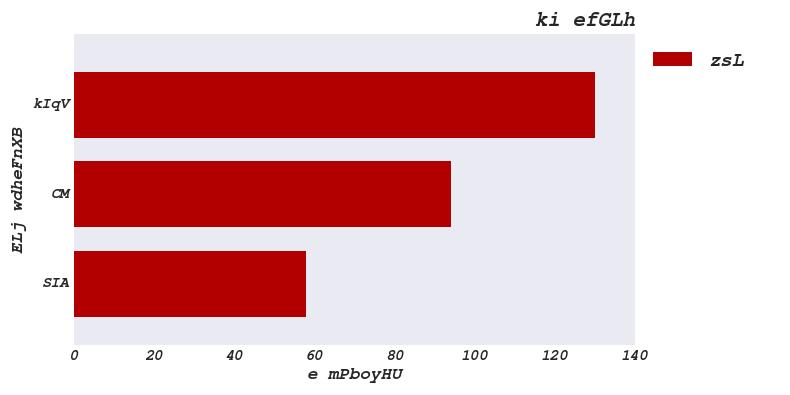 ki efGLh
zsL
ELj wdheFnXB
kIqV
CM
SIA
0 20 40 60 80 100 120 140
e mPboyHU